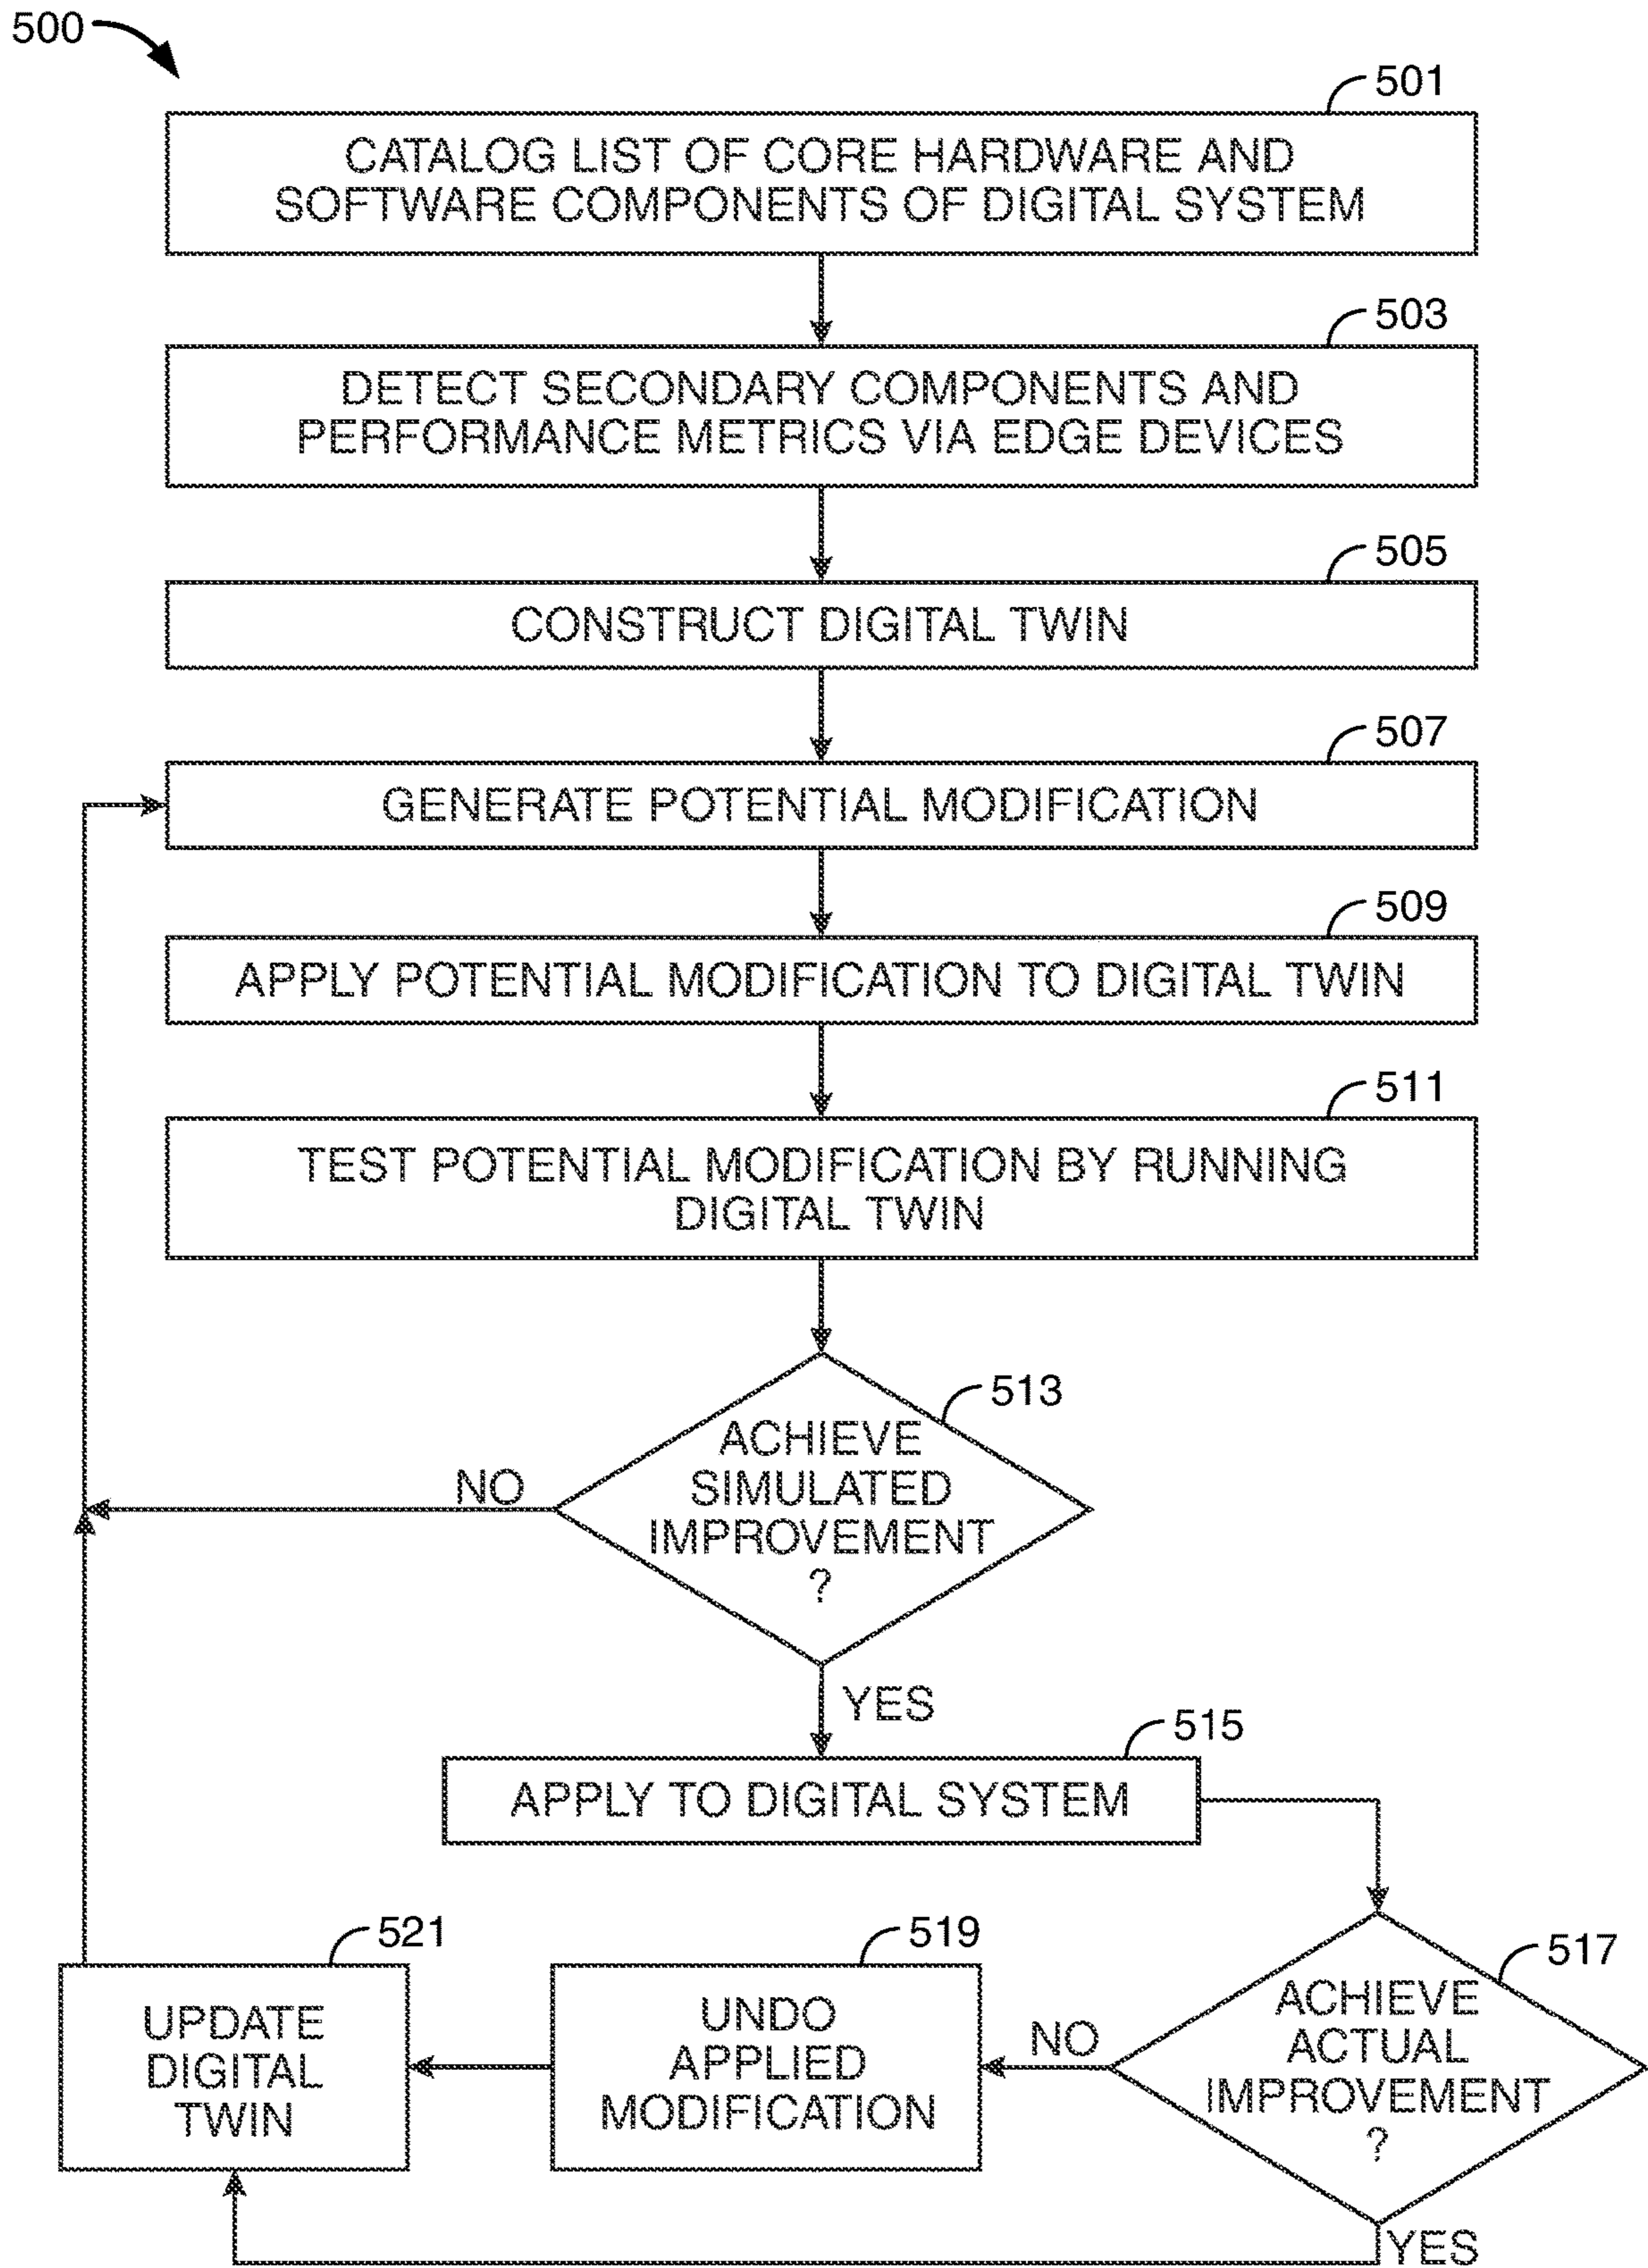 500
501
CATALOG LIST OF CORE HARDWARE AND
SOFTWARE COMPONENTS OF DIGITAL SYSTEM
503
DETECT SECONDARY COMPONENTS AND
PERFORMANCE METRICS VIA EDGE DEVICES
505
CONSTRUCT DIGITAL TWIN
507
GENERATE POTENTIAL MODIFICATION
509
APPLY POTENTIAL MODIFICATION TO DIGITAL TWIN
511
TEST POTENTIAL MODIFICATION BY RUNNING
DIGITAL TWIN
513
ACHIEVE
SIMULATED
IMPROVEMENT
?
NO
YES
515
APPLY TO DIGITAL SYSTEM
517
ACHIEVE
ACTUAL
IMPROVEMENT
?
NO
YES
519
UNDO
APPLIED
MODIFICATION
521
UPDATE
DIGITAL
TWIN